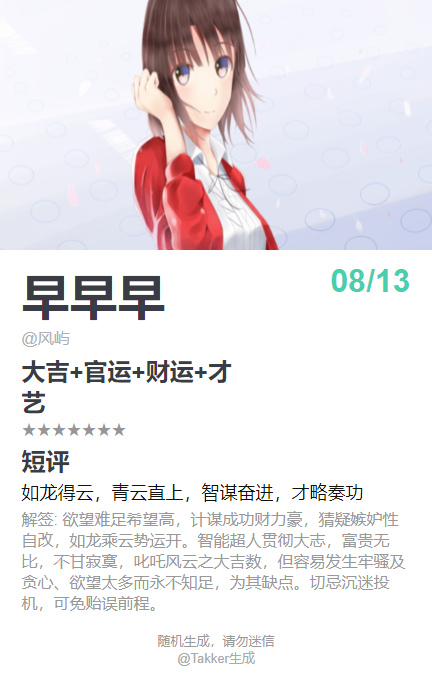 早早早
08/13
@风屿
大吉+官运+财运+才
艺
★★★★★★★
短评
如龙得云，青云直上，智谋奋进，才略奏功
解签: 欲望难足希望高，计谋成功财力豪，猜疑嫉妒性
自改，如龙乘云势运开。智能超人贯彻大志，富贵无
比，不甘寂寞，叱吒风云之大吉数，但容易发生牢骚及
贪心、欲望太多而永不知足，为其缺点。切忌沉迷投
机，可免贻误前程。
随机生成，请勿迷信
@Takker生成